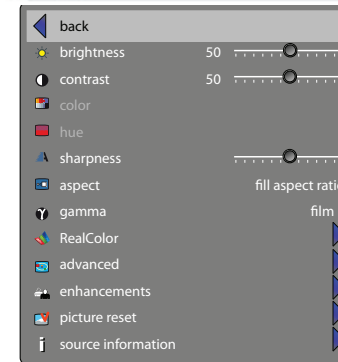 back
brightness 50
contrast 50
color
hue
sharpness
aspect fill aspect rati
gamma film
RealColor
advanced
enhancements
picture reset
source information